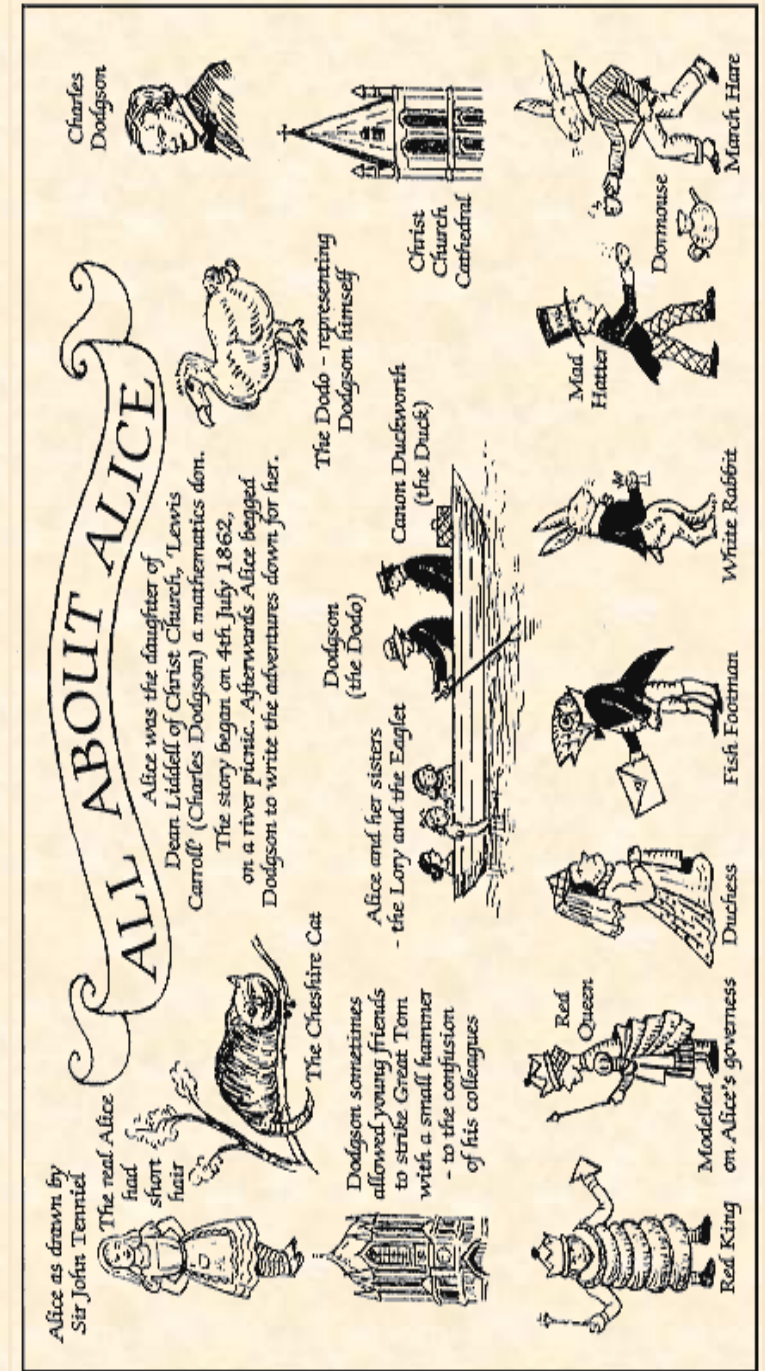 ALL ABOUT ALICE
Alice as drawn by
Sir John Tenniel
The real Alice
had
short
hair
The Cheshire Cat
Alice was the daughter of
Dean Liddell of Christ Church, 'Lewis
Carroll' (Charles Dodgson) a mathematics don.
The story began on 4th July 1862,
on a river picnic. Afterwards Alice begged
Dodgson to write the adventures down for her.
The Dodo - representing
Dodgson himself
Charles
Dodgson
Dodgson sometimes
allowed young friends
to strike Great Tom
with a small hammer
- to the confusion
of his colleagues
Alice and her sisters
- the Lory and the Eaglet
Dodgson
(the Dodo)
Canon Duckworth
(the Duck)
Christ
Church
Cathedral
Red King
Red
Queen
Modelled
on Alice's governess
Duchess
Fish Footman
White Rabbit
Mad
Hatter
Dormouse
March Hare